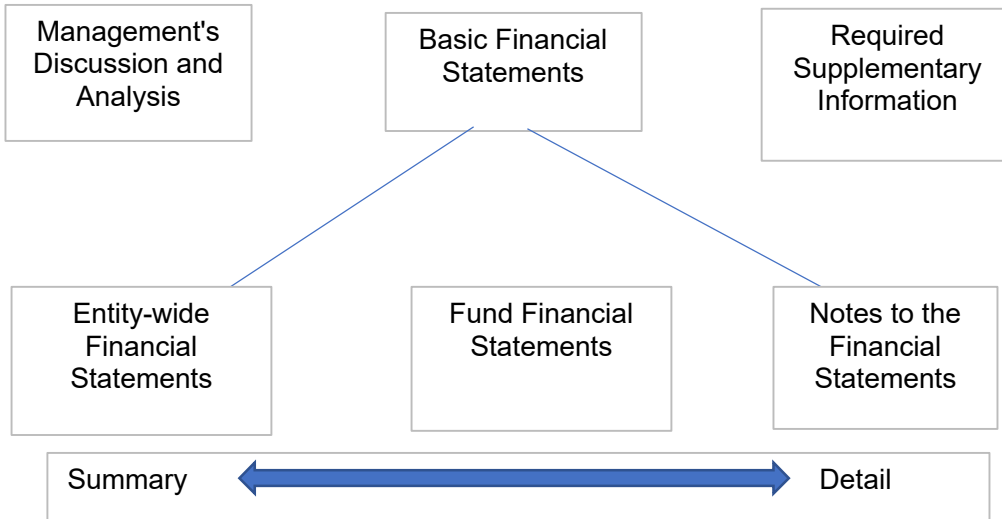 Management's
Discussion and
Analysis
Basic Financial
Statements
Required
Supplementary
Information
Entity-wide
Financial
Statements
Fund Financial
Statements
Notes to the
Financial
Statements
Summary
Detail